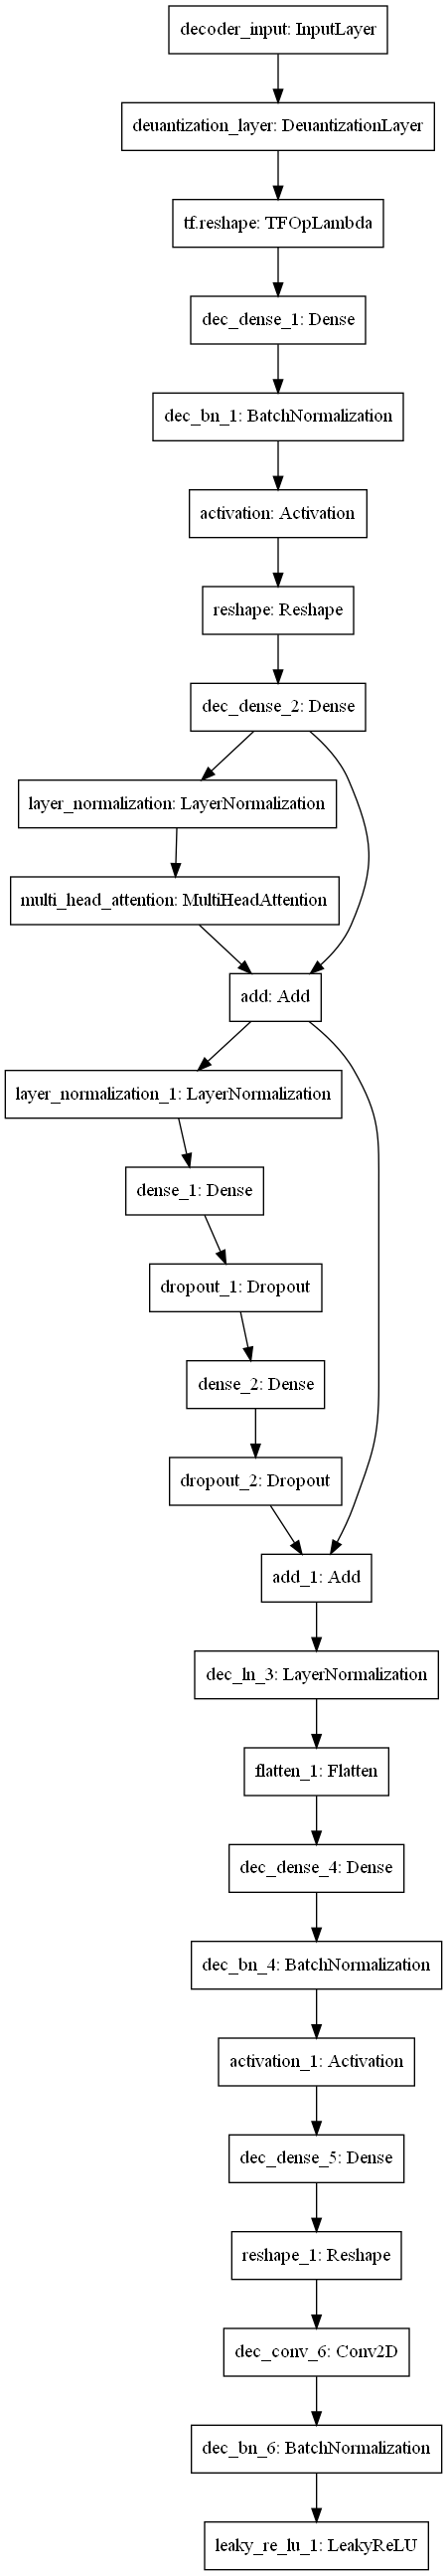 decoder_input: InputLayer
deuantization_layer: DeuantizationLayer
tf.reshape: TFOpLambda
dec_dense_1: Dense
dec_bn_1: BatchNormalization
activation: Activation
reshape: Reshape
dec_dense_2: Dense
layer_normalization: LayerNormalization
multi_head_attention: MultiHeadAttention
add: Add
layer_normalization_1: LayerNormalization
dense_1: Dense
dropout_1: Dropout
dense_2: Dense
dropout_2: Dropout
add_1: Add
dec_ln_3: LayerNormalization
flatten_1: Flatten
dec_dense_4: Dense
dec_bn_4: BatchNormalization
activation_1: Activation
dec_dense_5: Dense
reshape_1: Reshape
dec_conv_6: Conv2D
dec_bn_6: BatchNormalization
leaky_re_lu_1: LeakyReLU